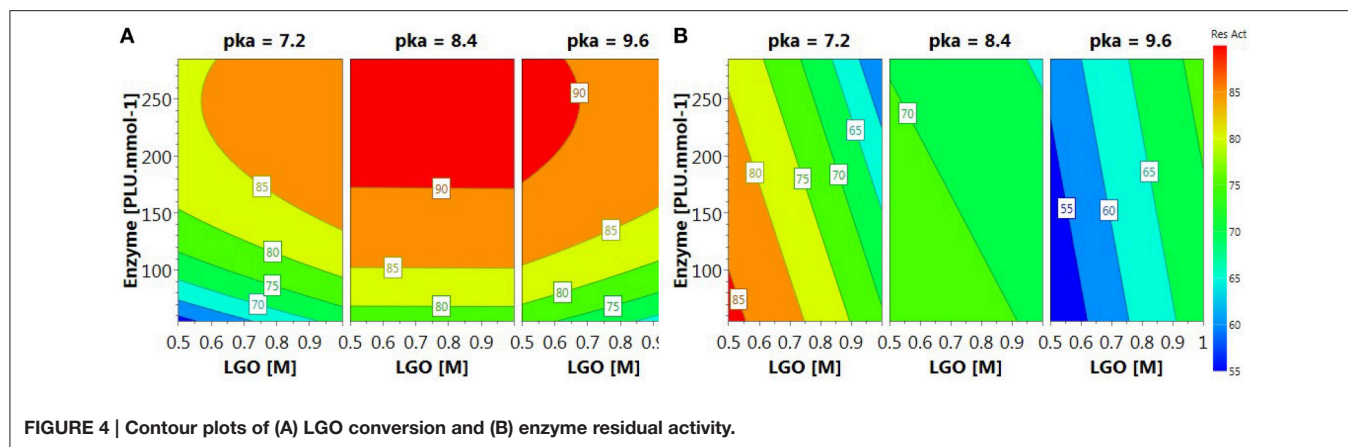 A pka = 7.2 pka = 8.4 pka = 9.6 B pka = 7.2 pka = 8.4 pka = 9.6 Res Act
Enzyme [PLU.mmol-1]
250
200
150
100
85
80
75
70
90
85
80
90
85
80
75
0.5 0.6 0.7 0.8 0.9
0.5 0.6 0.7 0.8 0.9
0.5 0.6 0.7 0.8 0.9
LGO [M] LGO [M] LGO [M]
Enzyme [PLU.mmol-1]
250
200
150
100
85
80
75
70
65
70
55
60
65
0.5 0.6 0.7 0.8 0.9
0.5 0.6 0.7 0.8 0.9
0.5 0.6 0.7 0.8 0.9 1
LGO [M] LGO [M] LGO [M]
85
80
75
70
65
60
55
FIGURE 4 | Contour plots of (A) LGO conversion and (B) enzyme residual activity.